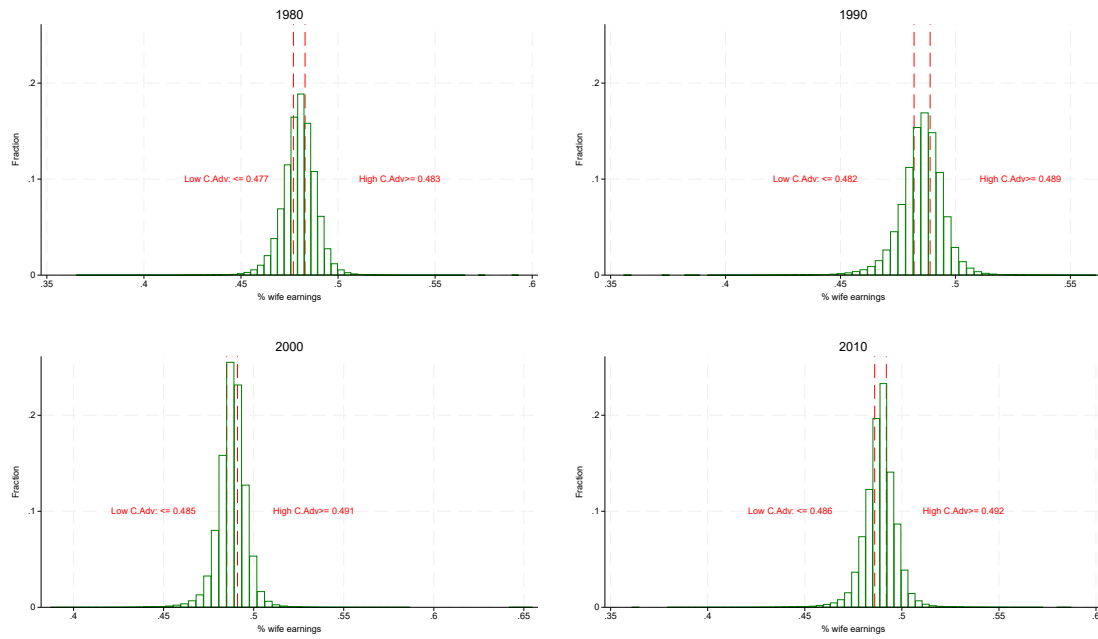 1980
.2
.1
0
Fraction
Low C.Adv: <= 0.477
High C.Adv>= 0.483
.35
.4
.45
.5
.55
.6
% wife earnings
1990
.2
.1
0
Fraction
Low C.Adv: <= 0.482
High C.Adv>= 0.489
.35
.4
.45
.5
.55
% wife earnings
2000
.2
.1
0
Fraction
Low C.Adv: <= 0.485
High C.Adv>= 0.491
.4
.45
.5
.55
.6
.65
% wife earnings
2010
.2
.1
0
Fraction
Low C.Adv: <= 0.486
High C.Adv>= 0.492
.35
.4
.45
.5
.55
.6
% wife earnings